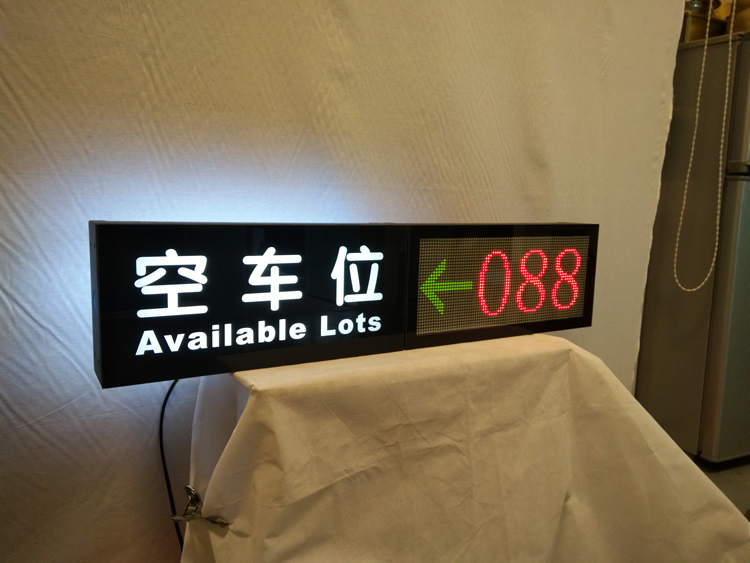 空车位
Available Lots
←088